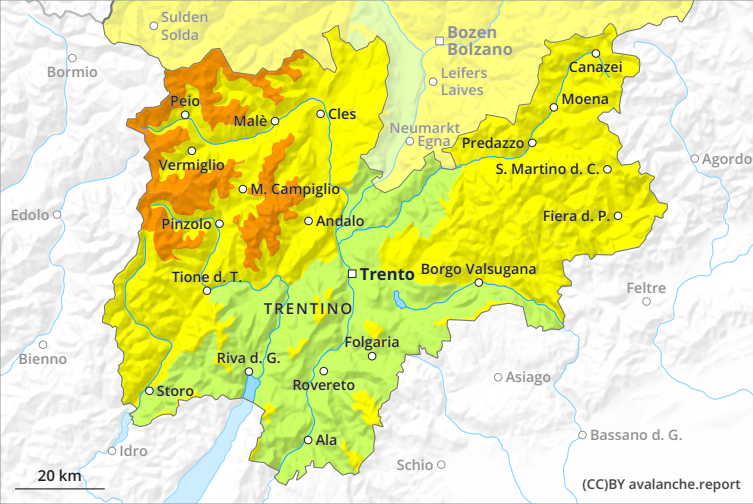 Sulden
Solda
Bozen
Bolzano
Canazei
Bormio
Leifers
Laives
Peio
Moena
Malè
Cles
Neumarkt
Egna
Predazzo
Vermiglio
Agordo
S. Martino d. C.
M. Campiglio
Edolo
Pinzolo
Andalo
Fiera d. P.
Trento
Borgo Valsugana
Tione d. T.
Feltre
TRENTINO
Folgaria
Bienno
Riva d. G.
Rovereto
Asiago
Storo
Ala
Bassano d. G.
Idro
Schio
20 km
(CC)BY avalanche.report